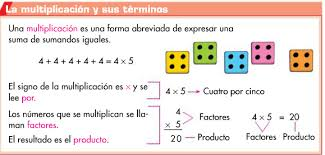 La multiplicación y sus términos
Una multiplicación es una forma abreviada de expresar una
suma de sumandos iguales.
4 + 4 + 4 + 4 + 4 = 4 × 5
El signo de la multiplicación es × y se
lee por.
4 × 5 → Cuatro por cinco
Los números que se multiplican se lla-
man factores.
El resultado es el producto.
4
× 5
20
Factores
Producto
4 × 5 = 20
Factores Producto